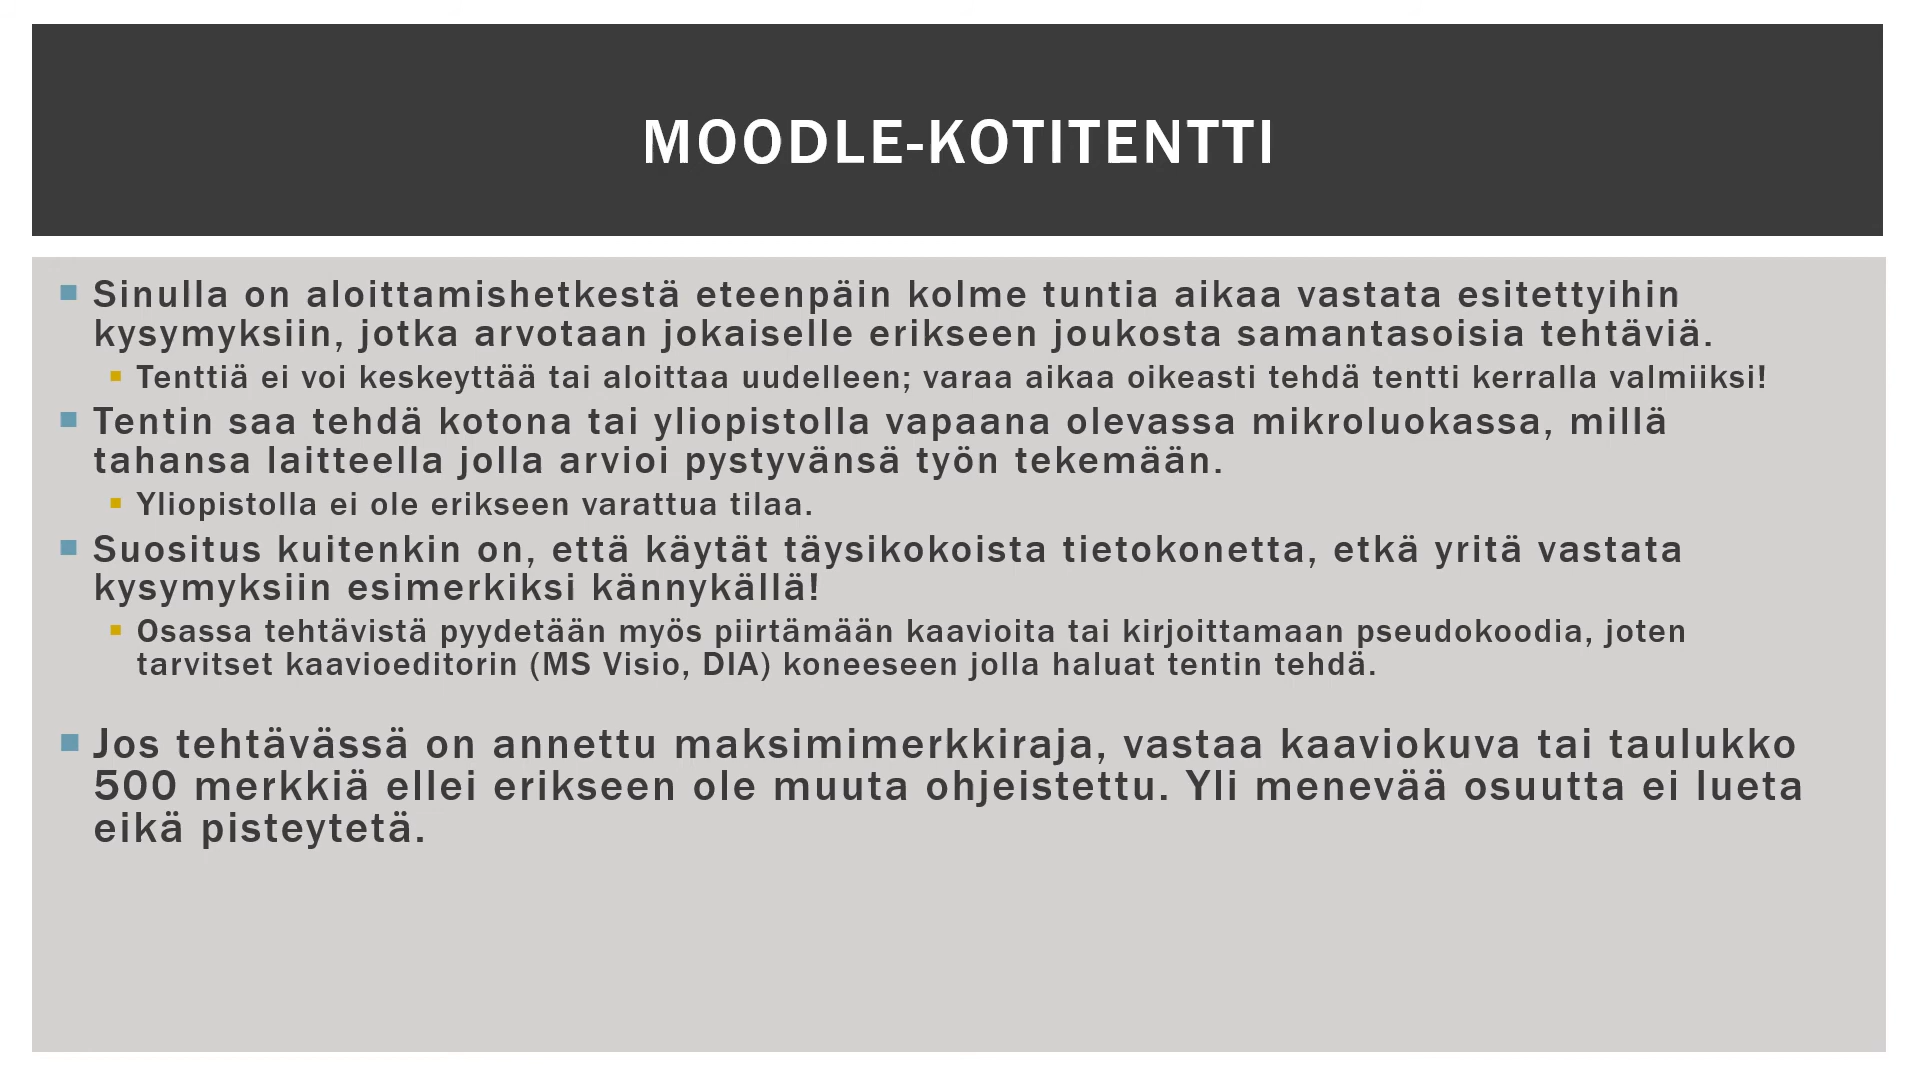 MOODLE-KOTITENTTI
Sinulla on aloittamishetkestä eteenpäin kolme tuntia aikaa vastata esitettyihin
kysymyksiin, jotka arvotaan jokaiselle erikseen joukosta samantasoisia tehtäviä.
Tenttiä ei voi keskeyttää tai aloittaa uudelleen; varaa aikaa oikeasti tehdä tentti kerralla valmiiksi!
Tentin saa tehdä kotona tai yliopistolla vapaana olevassa mikroluokassa, millä
tahansa laitteella jolla arvioi pystyvänsä työn tekemään.
Yliopistolla ei ole erikseen varattua tilaa.
Suositus kuitenkin on, että käytät täysikokoista tietokonetta, etkä yritä vastata
kysymyksiin esimerkiksi kännykällä!
Osassa tehtävistä pyydetään myös piirtämään kaavioita tai kirjoittamaan pseudokoodia, joten
tarvitset kaavioeditorin (MS Visio, DIA) koneeseen jolla haluat tentin tehdä.
Jos tehtävässä on annettu maksimimerkkiraja, vastaa kaaviokuva tai taulukko
500 merkkiä ellei erikseen ole muuta ohjeistettu. Yli menevää osuutta ei lueta
eikä pisteytetä.